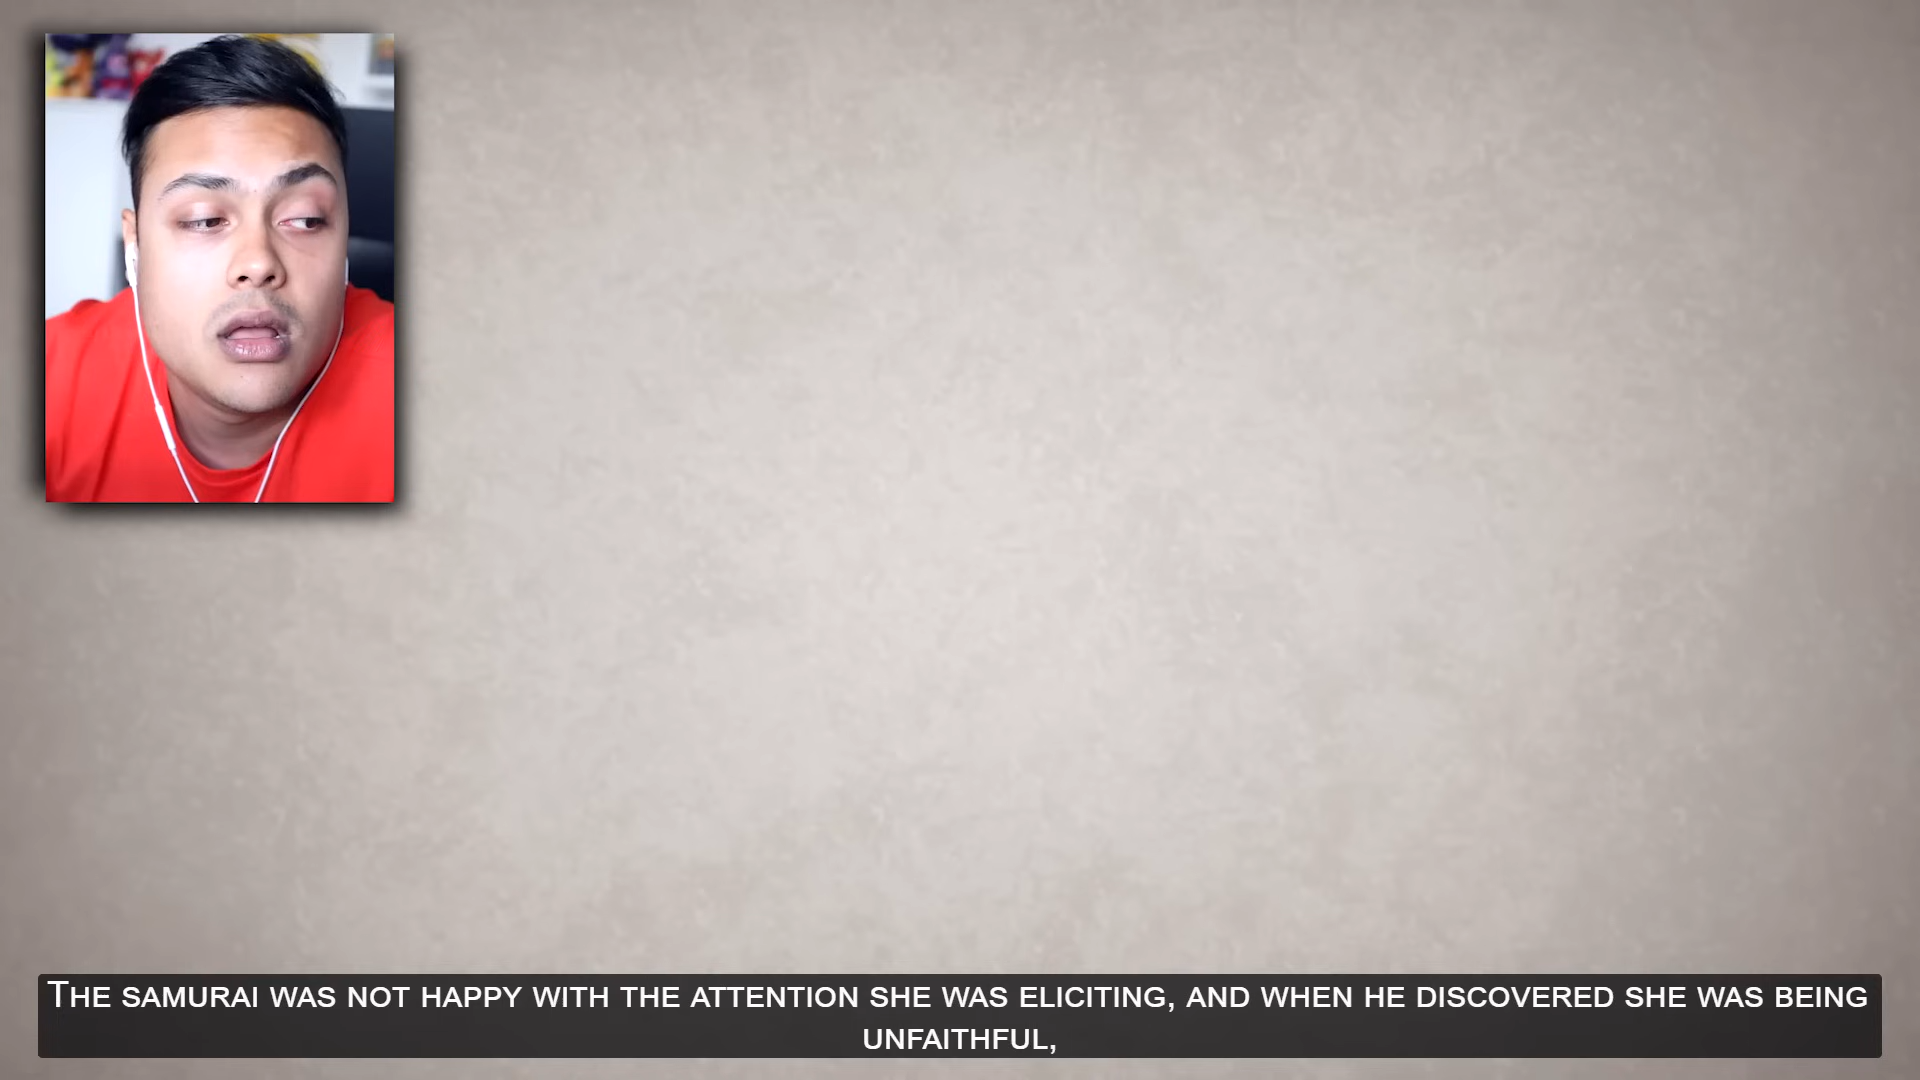 THE SAMURAI WAS NOT HAPPY WITH THE ATTENTION SHE WAS ELICITING, AND WHEN HE DISCOVERED SHE WAS BEING
UNFAITHFUL,